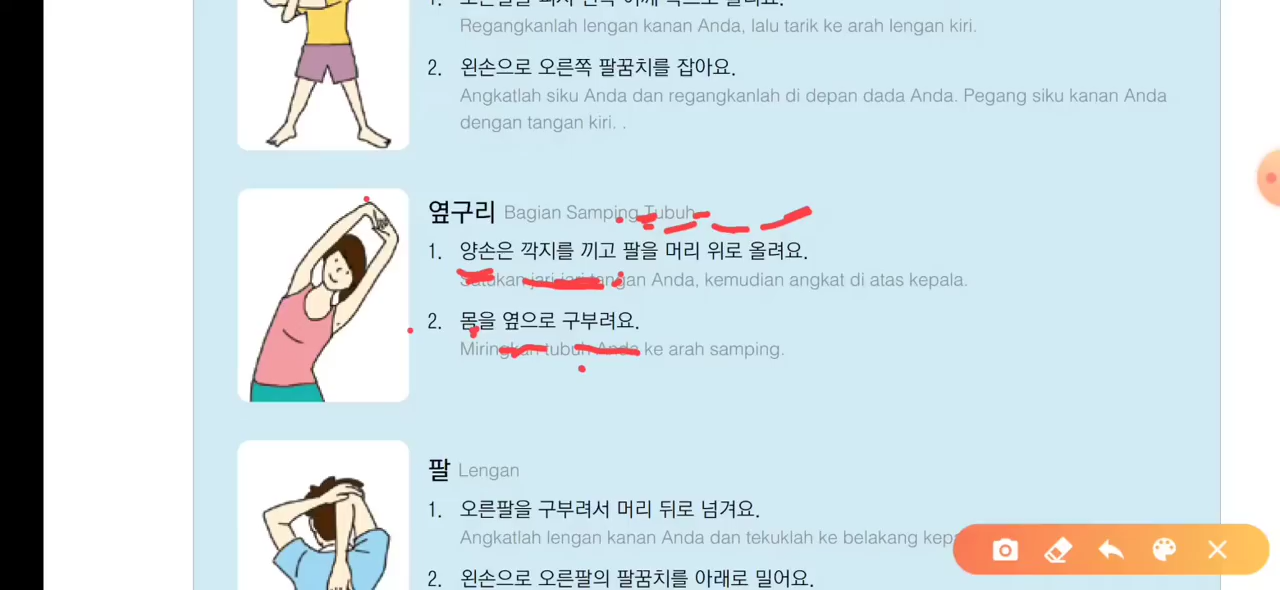 Regangkanlah lengan kanan Anda, lalu tarik ke arah lengan kiri.
2. 왼손으로 오른쪽 팔꿈치를 잡아요.
Angkatlah siku Anda dan regangkanlah di depan dada Anda. Pegang siku kanan Anda
dengan tangan kiri. .
옆구리 Bagian Samping Tubuh
1. 양손은 깍지를 끼고 팔을 머리 위로 올려요.
Satukan jari-jari tangan Anda, kemudian angkat di atas kepala.
2. 몸을 옆으로 구부려요.
Miringkan tubuh Anda ke arah samping.
팔 Lengan
1. 오른팔을 구부려서 머리 뒤로 넘겨요.
Angkatlah lengan kanan Anda dan tekuklah ke belakang
2. 왼손으로 오른팔의 팔꿈치를 아래로 밀어요.